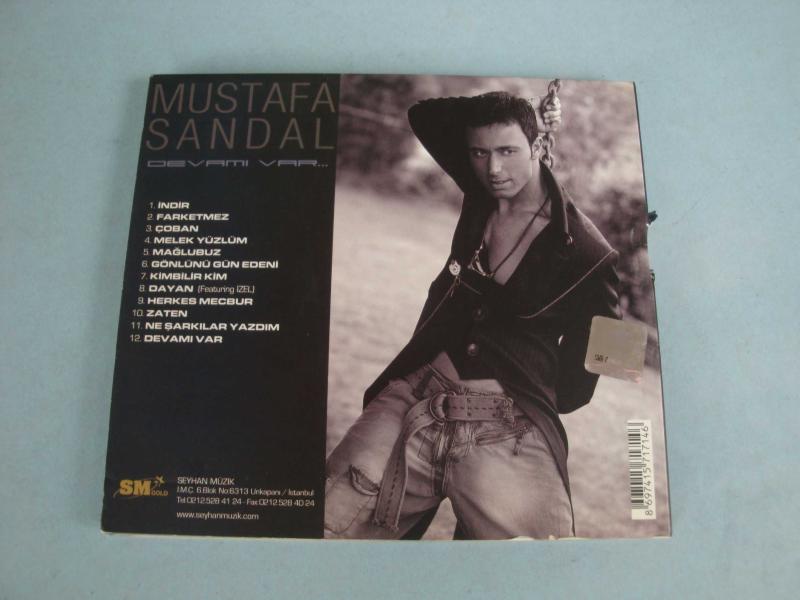 MUSTAFA
SANDAL
DEVAMI VAR...
1. İNDİR
2. FARKETMEZ
3. ÇOBAN
4. MELEK YÜZLÜM
5. MAĞLUBUZ
6. GÖNLÜNÜ GÜN EDENİ
7. KİMBİLİR KİM
8. DAYAN (Featuring İZEL)
9. HERKES MECBUR
10. ZATEN
11. NE ŞARKILAR YAZDIM
12. DEVAMI VAR
SM GOLD
SEYHAN MÜZİK
İ.M.Ç. 6.Blok No:6313 Unkapanı / İstanbul
Tel:0212 528 41 24 - Fax:0212 528 40 24
www.seyhanmuzik.com
8 697415 717146